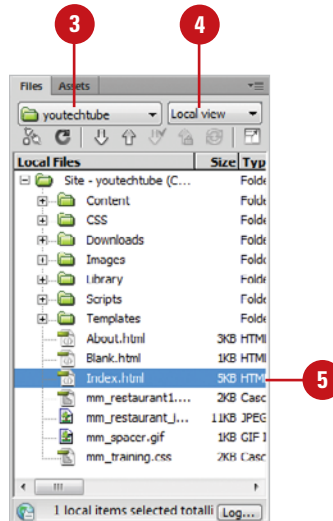 3 4
Files Assets
youtechtube Local view
Local Files Size Typ
Site - youtechtube (C... Folde
Content Folde
CSS Folde
Downloads Folde
Images Folde
Library Folde
Scripts Folde
Templates Folde
About.html 3KB HTMl
Blank.html 1KB HTMl
Index.html 5KB HTMl 5
mm_restaurant1.... 2KB Casc
mm_restaurant_i... 11KB JPEG
mm_spacer.gif 1KB GIF I
mm_training.css 2KB Casc
1 local items selected totalli Log...